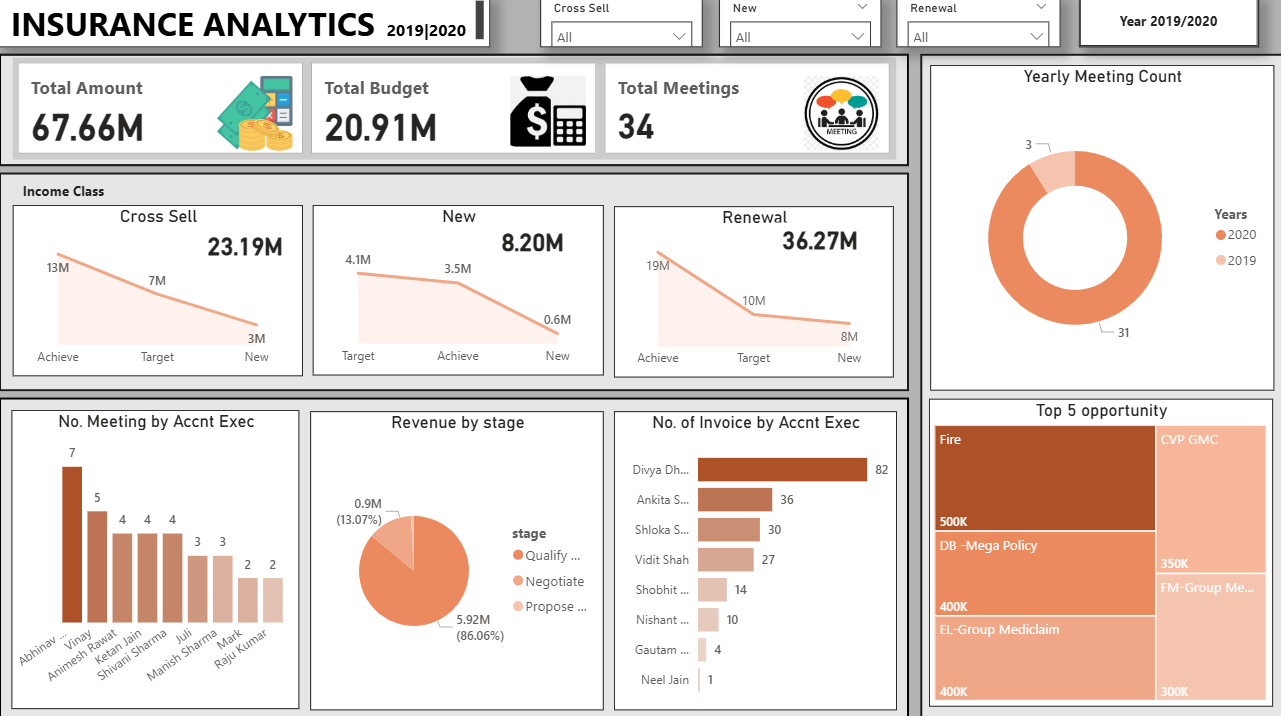 INSURANCE ANALYTICS 2019|2020
Cross Sell
All
New
All
Renewal
All
Year 2019/2020
Total Amount
67.66M
Total Budget
20.91M
Total Meetings
34
MEETING
Yearly Meeting Count
3
31
Years
2020
2019
Income Class
Cross Sell
23.19M
13M
7M
3M
Achieve
Target
New
New
8.20M
4.1M
3.5M
0.6M
Target
Achieve
New
Renewal
36.27M
19M
10M
8M
Achieve
Target
New
No. Meeting by Accnt Exec
7
5
4
4
4
3
3
2
2
Abhinav ...
Vinay
Animesh Rawat
Ketan Jain
Shivani Sharma
Juli
Manish Sharma
Mark
Raju Kumar
Revenue by stage
0.9M
(13.07%)
5.92M
(86.06%)
stage
Qualify ...
Negotiate
Propose ...
No. of Invoice by Accnt Exec
Divya Dh... 82
Ankita S... 36
Shloka S... 30
Vidit Shah 27
Shobhit ... 14
Nishant ... 10
Gautam ... 4
Neel Jain 1
Top 5 opportunity
Fire
500K
DB -Mega Policy
400K
EL-Group Mediclaim
400K
CVP GMC
350K
FM-Group Me...
300K